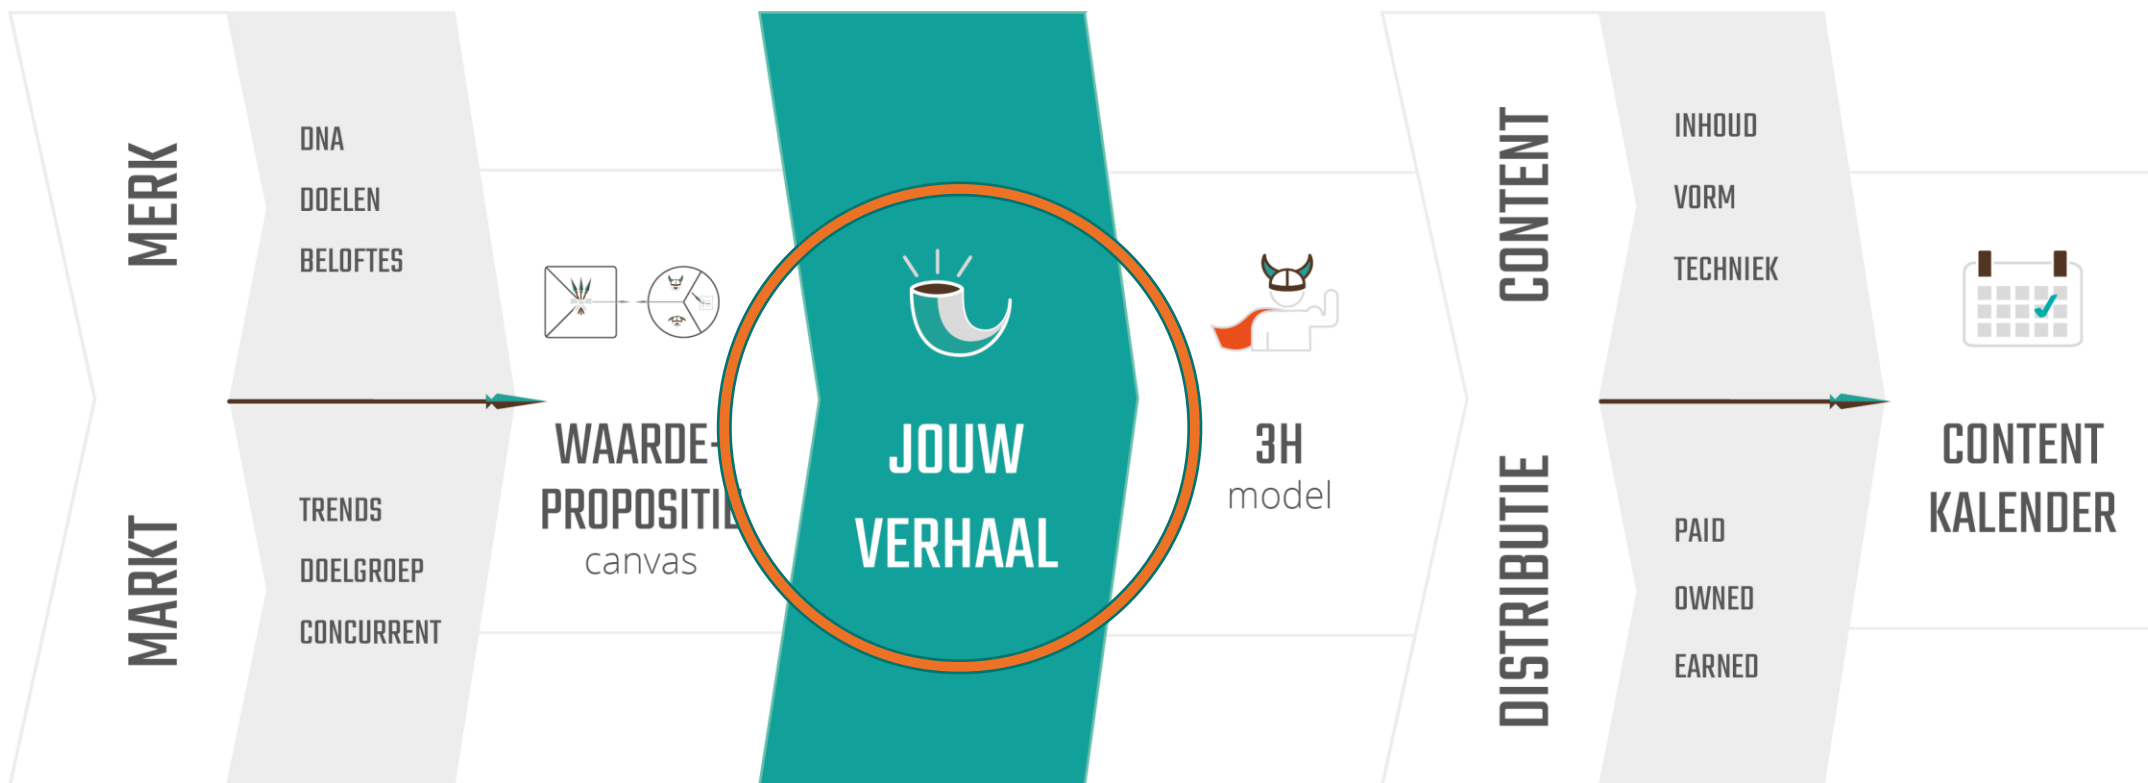 MERK
DNA
DOELEN
BELOFTES
MARKT
TRENDS
DOELGROEP
CONCURRENT
WAARDE-
PROPOSITIE
canvas
JOUW
VERHAAL
3H
model
CONTENT
INHOUD
VORM
TECHNIEK
DISTRIBUTIE
PAID
OWNED
EARNED
CONTENT
KALENDER